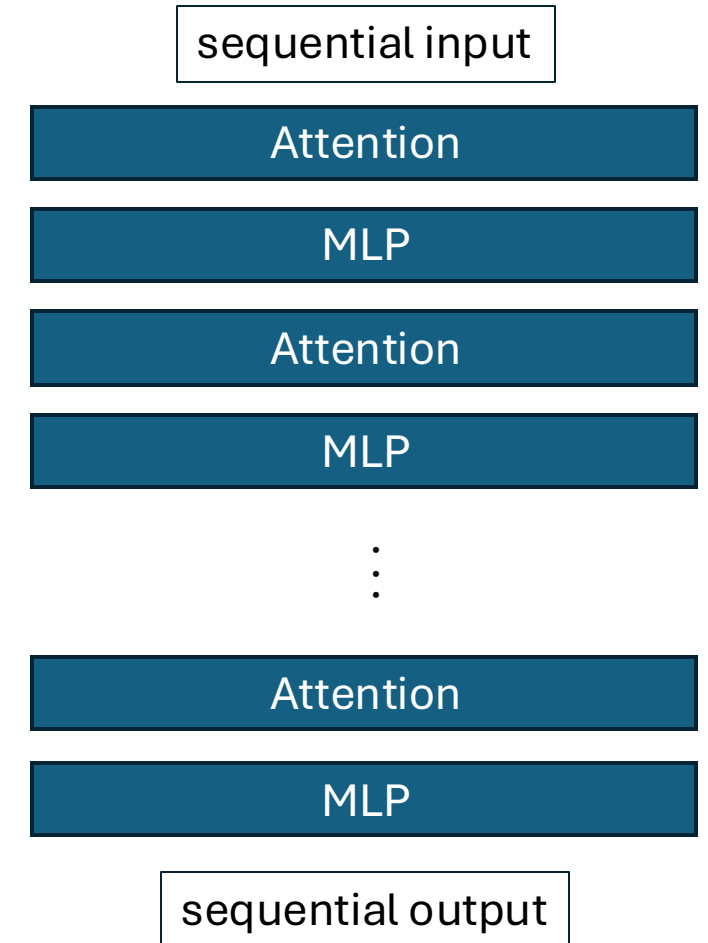 sequential input
Attention
MLP
Attention
MLP
⋮
Attention
MLP
sequential output